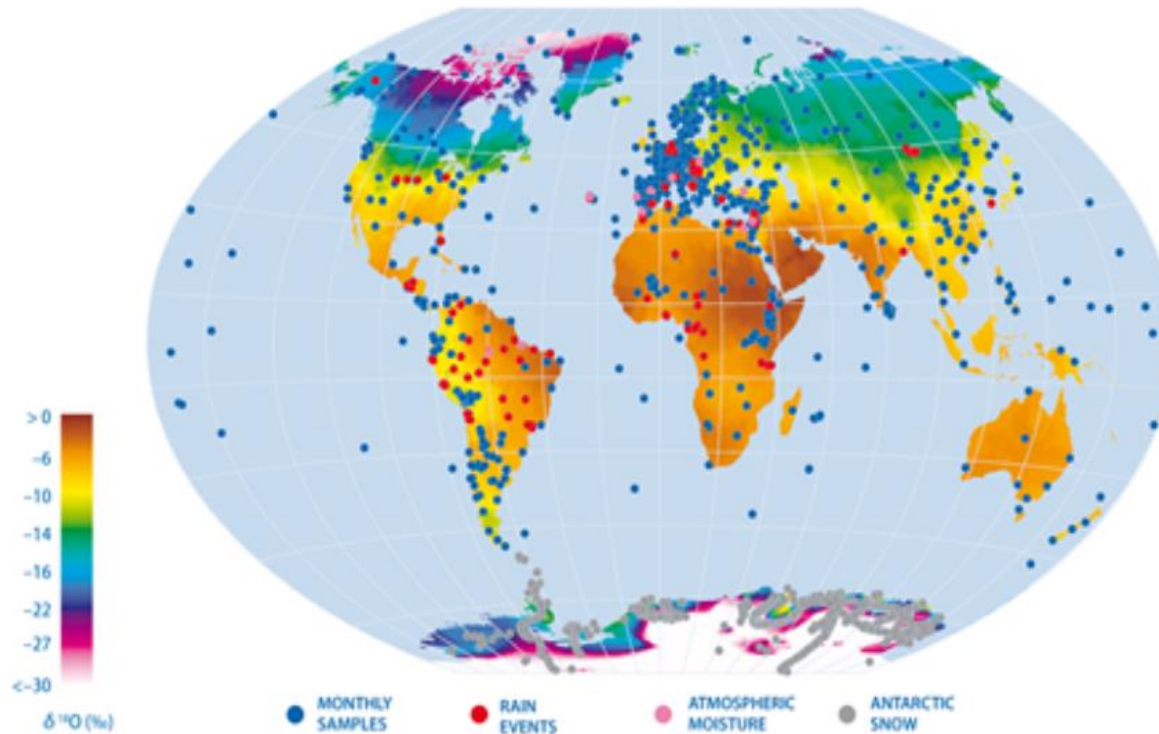 > 0
–6
–10
–14
–16
–22
–27
<–30
δ ¹⁸O (‰)
MONTHLY
SAMPLES
RAIN
EVENTS
ATMOSPHERIC
MOISTURE
ANTARCTIC
SNOW